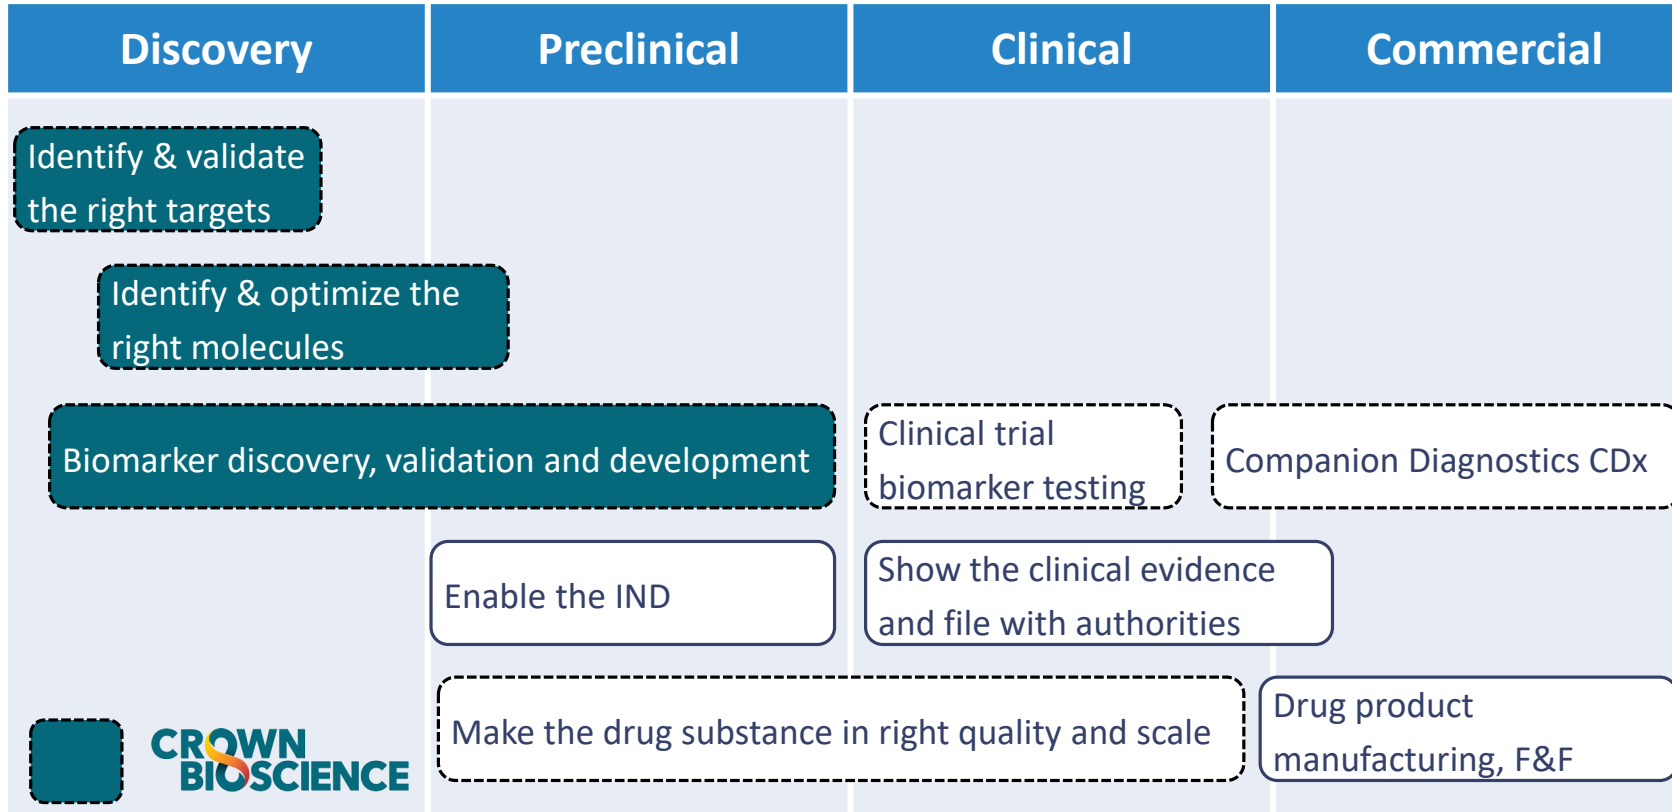 Discovery
Preclinical
Clinical
Commercial
Identify & validate
the right targets
Identify & optimize the
right molecules
Biomarker discovery, validation and development
Clinical trial
biomarker testing
Companion Diagnostics CDx
Enable the IND
Show the clinical evidence
and file with authorities
Make the drug substance in right quality and scale
Drug product
manufacturing, F&F
CROWN
BIOSCIENCE